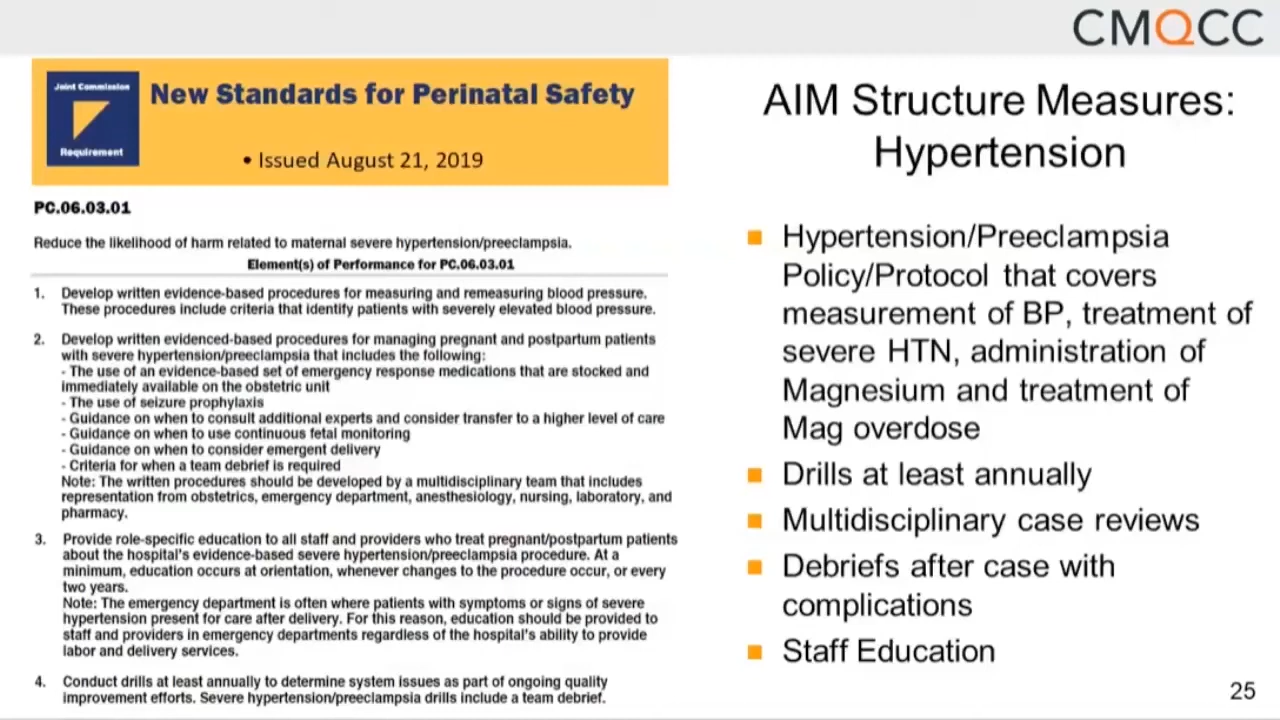 CMQCC
Joint Commission
Requirement
New Standards for Perinatal Safety
• Issued August 21, 2019
PC.06.03.01
Reduce the likelihood of harm related to maternal severe hypertension/preeclampsia.
Element(s) of Performance for PC.06.03.01
1. Develop written evidence-based procedures for measuring and remeasuring blood pressure.
These procedures include criteria that identify patients with severely elevated blood pressure.
2. Develop written evidenced-based procedures for managing pregnant and postpartum patients
with severe hypertension/preeclampsia that includes the following:
- The use of an evidence-based set of emergency response medications that are stocked and
immediately available on the obstetric unit
- The use of seizure prophylaxis
- Guidance on when to consult additional experts and consider transfer to a higher level of care
- Guidance on when to use continuous fetal monitoring
- Guidance on when to consider emergent delivery
- Criteria for when a team debrief is required
Note: The written procedures should be developed by a multidisciplinary team that includes
representation from obstetrics, emergency department, anesthesiology, nursing, laboratory, and
pharmacy.
3. Provide role-specific education to all staff and providers who treat pregnant/postpartum patients
about the hospital's evidence-based severe hypertension/preeclampsia procedure. At a
minimum, education occurs at orientation, whenever changes to the procedure occur, or every
two years.
Note: The emergency department is often where patients with symptoms or signs of severe
hypertension present for care after delivery. For this reason, education should be provided to
staff and providers in emergency departments regardless of the hospital's ability to provide
labor and delivery services.
4. Conduct drills at least annually to determine system issues as part of ongoing quality
improvement efforts. Severe hypertension/preeclampsia drills include a team debrief.
AIM Structure Measures:
Hypertension
Hypertension/Preeclampsia
Policy/Protocol that covers
measurement of BP, treatment of
severe HTN, administration of
Magnesium and treatment of
Mag overdose
Drills at least annually
Multidisciplinary case reviews
Debriefs after case with
complications
Staff Education
25